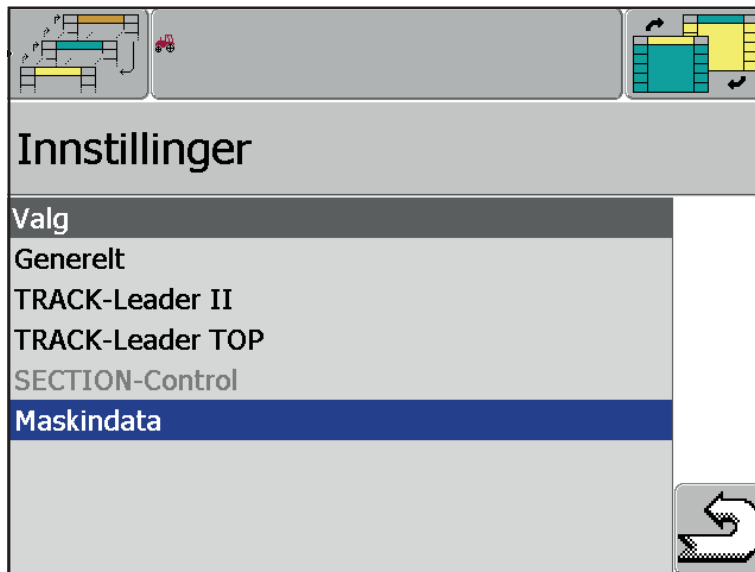 Innstillinger
Valg
Generelt
TRACK-Leader II
TRACK-Leader TOP
SECTION-Control
Maskindata